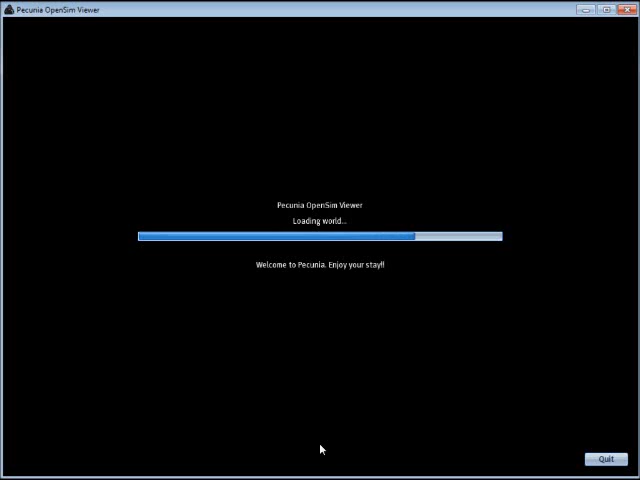 Pecunia OpenSim Viewer
Pecunia OpenSim Viewer
Loading world...
Welcome to Pecunia. Enjoy your stay!!
Quit